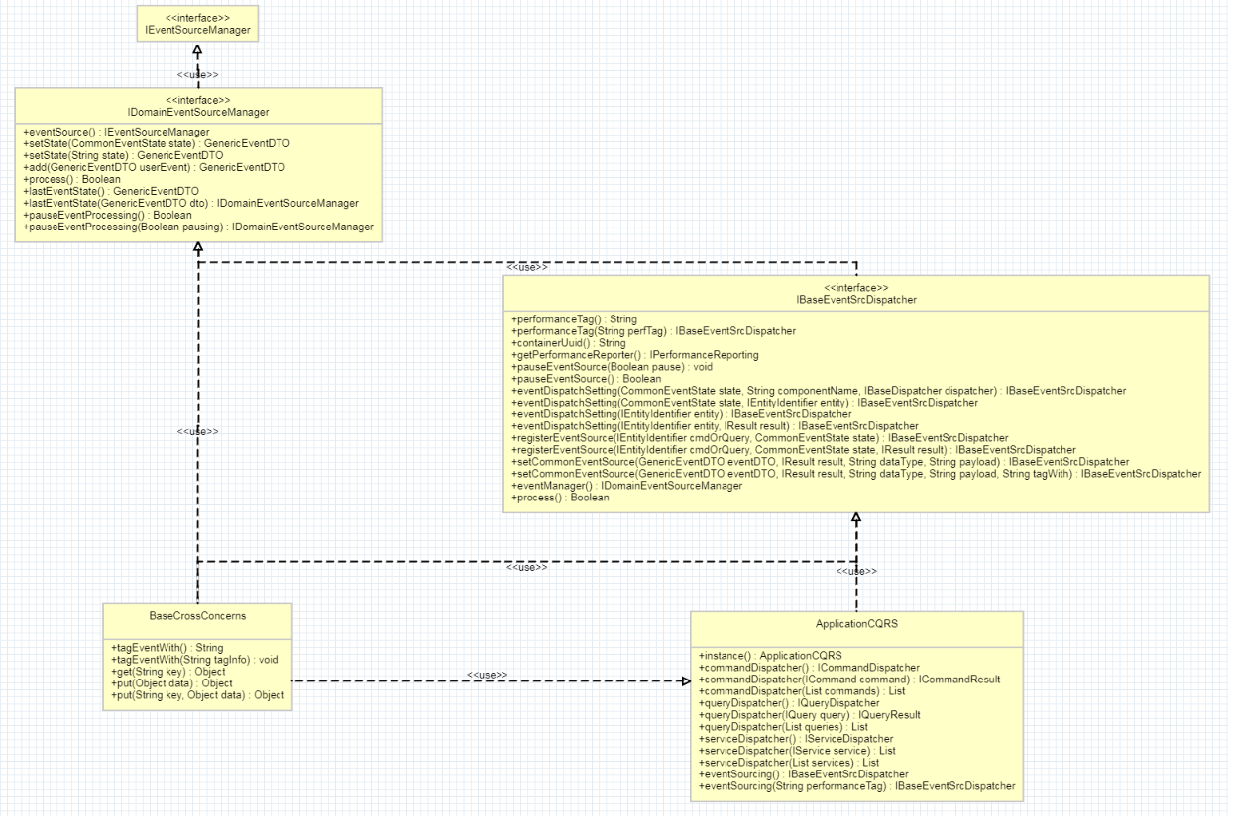 <<interface>>
IEventSourceManager
<<use>>
<<interface>>
IDomainEventSourceManager
+eventSource() : IEventSourceManager
+setState(CommonEventState state) : GenericEventDTO
+setState(String state) : GenericEventDTO
+add(GenericEventDTO userEvent) : GenericEventDTO
+process() : Boolean
+lastEventState() : GenericEventDTO
+lastEventState(GenericEventDTO dto) : IDomainEventSourceManager
+pauseEventProcessing() : Boolean
+pauseEventProcessing(Boolean pausing) : IDomainEventSourceManager
<<use>>
<<interface>>
IBaseEventSrcDispatcher
+performanceTag() : String
+performanceTag(String perfTag) : IBaseEventSrcDispatcher
+containerUuid() : String
+getPerformanceReporter() : IPerformanceReporting
+pauseEventSource(Boolean pause) : void
+pauseEventSource() : Boolean
+eventDispatchSetting(CommonEventState state, String componentName, IBaseDispatcher dispatcher) : IBaseEventSrcDispatcher
+eventDispatchSetting(CommonEventState state, IEntityIdentifier entity) : IBaseEventSrcDispatcher
+eventDispatchSetting(IEntityIdentifier entity) : IBaseEventSrcDispatcher
+eventDispatchSetting(IEntityIdentifier entity, IResult result) : IBaseEventSrcDispatcher
+registerEventSource(IEntityIdentifier cmdOrQuery, CommonEventState state) : IBaseEventSrcDispatcher
+registerEventSource(IEntityIdentifier cmdOrQuery, CommonEventState state, IResult result) : IBaseEventSrcDispatcher
+setCommonEventSource(GenericEventDTO eventDTO, IResult result, String dataType, String payload) : IBaseEventSrcDispatcher
+setCommonEventSource(GenericEventDTO eventDTO, IResult result, String dataType, String payload, String tagWith) : IBaseEventSrcDispatcher
+eventManager() : IDomainEventSourceManager
+process() : Boolean
<<use>>
<<use>>
<<use>>
BaseCrossConcerns
+tagEventWith() : String
+tagEventWith(String tagInfo) : void
+get(String key) : Object
+put(Object data) : Object
+put(String key, Object data) : Object
<<use>>
ApplicationCQRS
+instance() : ApplicationCQRS
+commandDispatcher() : ICommandDispatcher
+commandDispatcher(ICommand command) : ICommandResult
+commandDispatcher(List commands) : List
+queryDispatcher() : IQueryDispatcher
+queryDispatcher(IQuery query) : IQueryResult
+queryDispatcher(List queries) : List
+serviceDispatcher() : IServiceDispatcher
+serviceDispatcher(IService service) : List
+serviceDispatcher(List services) : List
+eventSourcing() : IBaseEventSrcDispatcher
+eventSourcing(String performanceTag) : IBaseEventSrcDispatcher